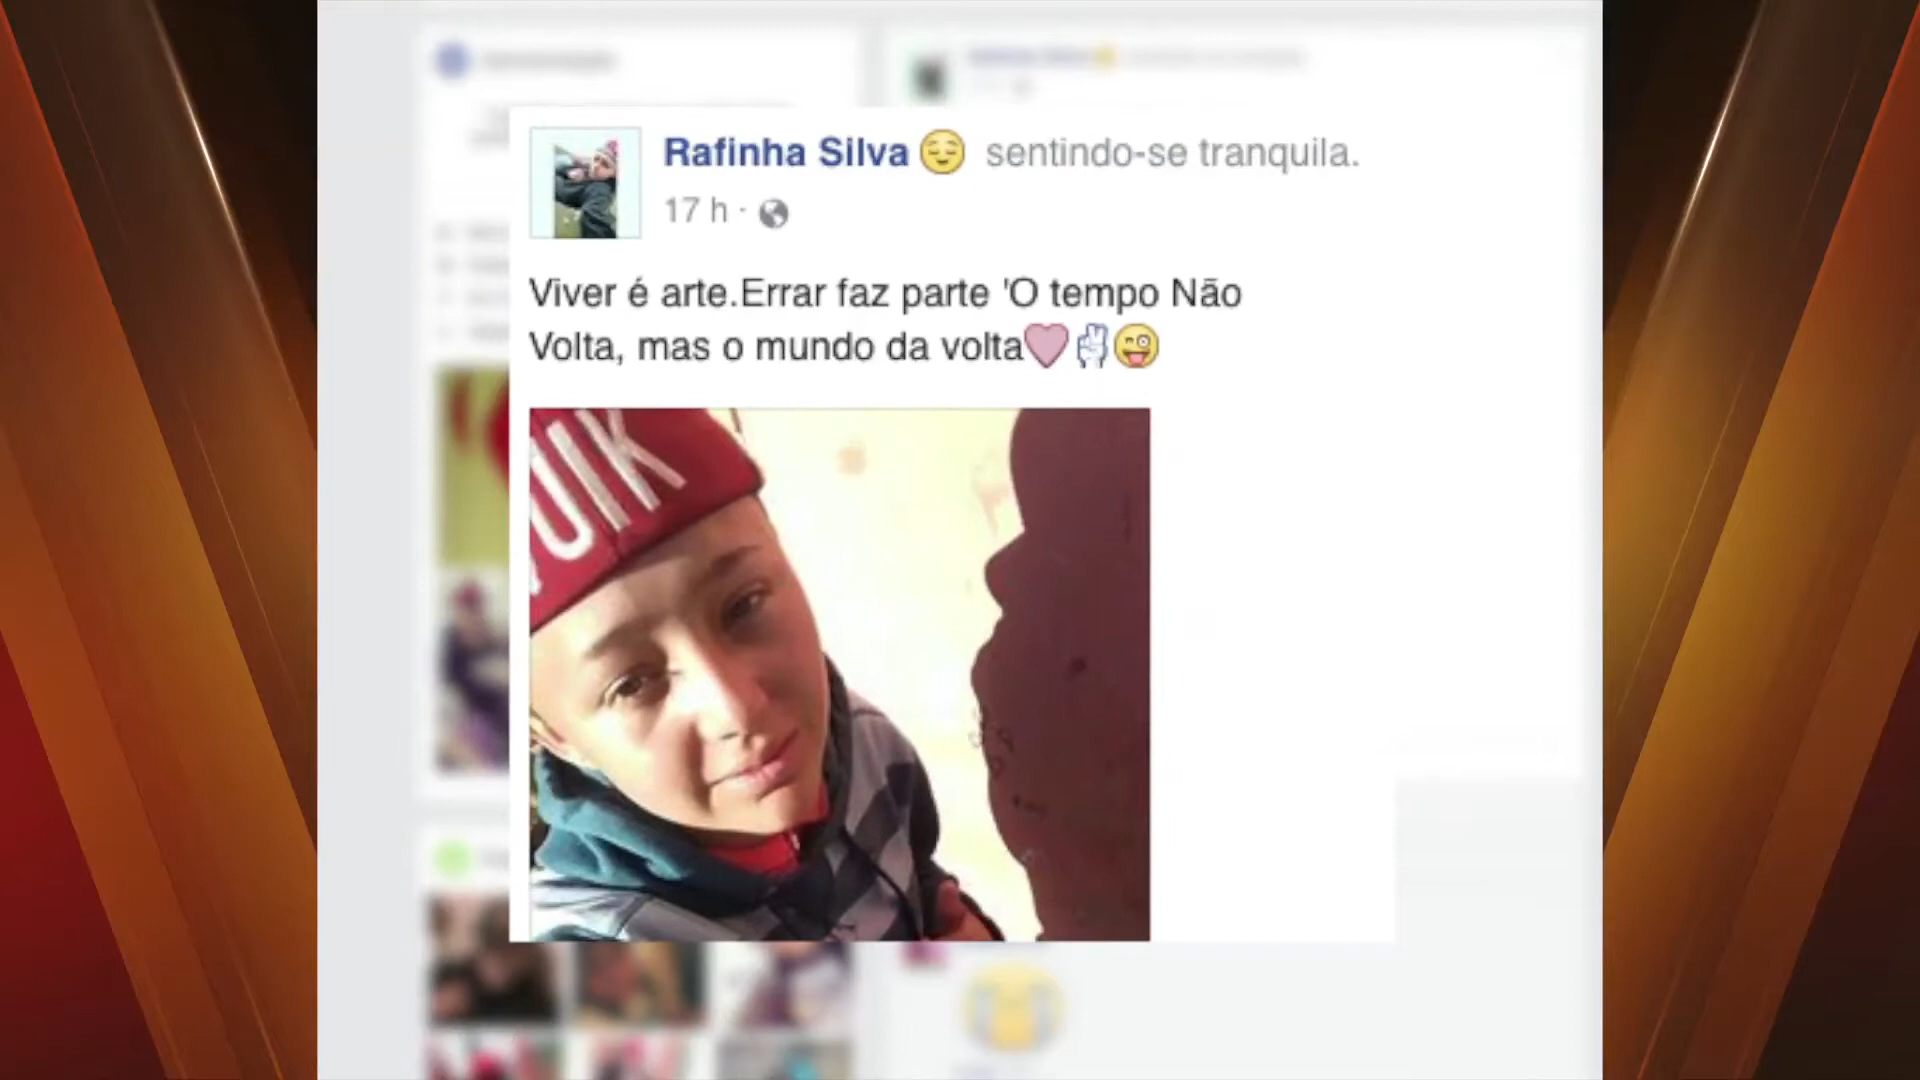 Rafinha Silva 😌 sentindo-se tranquila.
17 h ·
Viver é arte.Errar faz parte 'O tempo Não
Volta, mas o mundo da volta